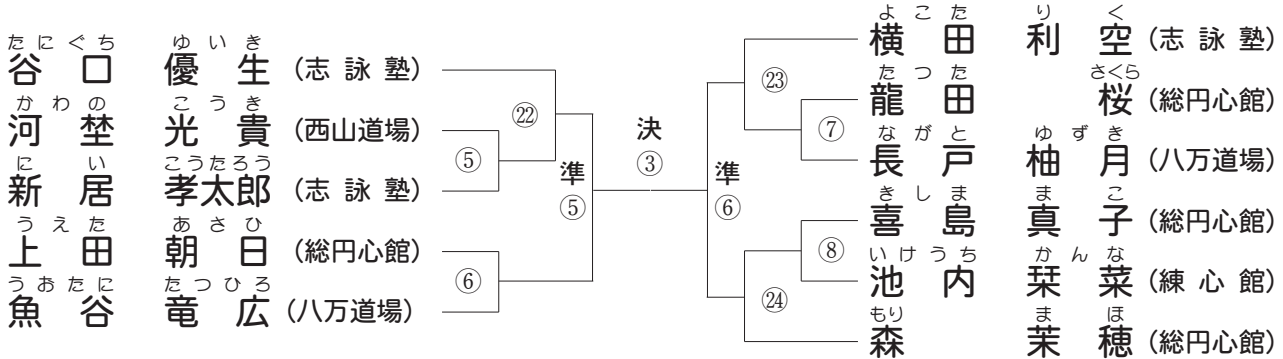 たにぐち ゆいき
谷口 優生 (志詠塾)
かわの こうき
河埜 光貴 (西山道場)
にい こうたろう
新居 孝太郎 (志詠塾)
うえた あさひ
上田 朝日 (総円心館)
うおたに たつひろ
魚谷 竜広 (八万道場)
㉒
⑤
⑥
準
⑤
決
③
準
⑥
㉓
⑦
⑧
㉔
よこた りく
横田 利空 (志詠塾)
たつた さくら
龍田 桜 (総円心館)
ながと ゆずき
長戸 柚月 (八万道場)
きしま まこ
喜島 真子 (総円心館)
いけうち かんな
池内 栞菜 (練心館)
もり まほ
森 茉穂 (総円心館)